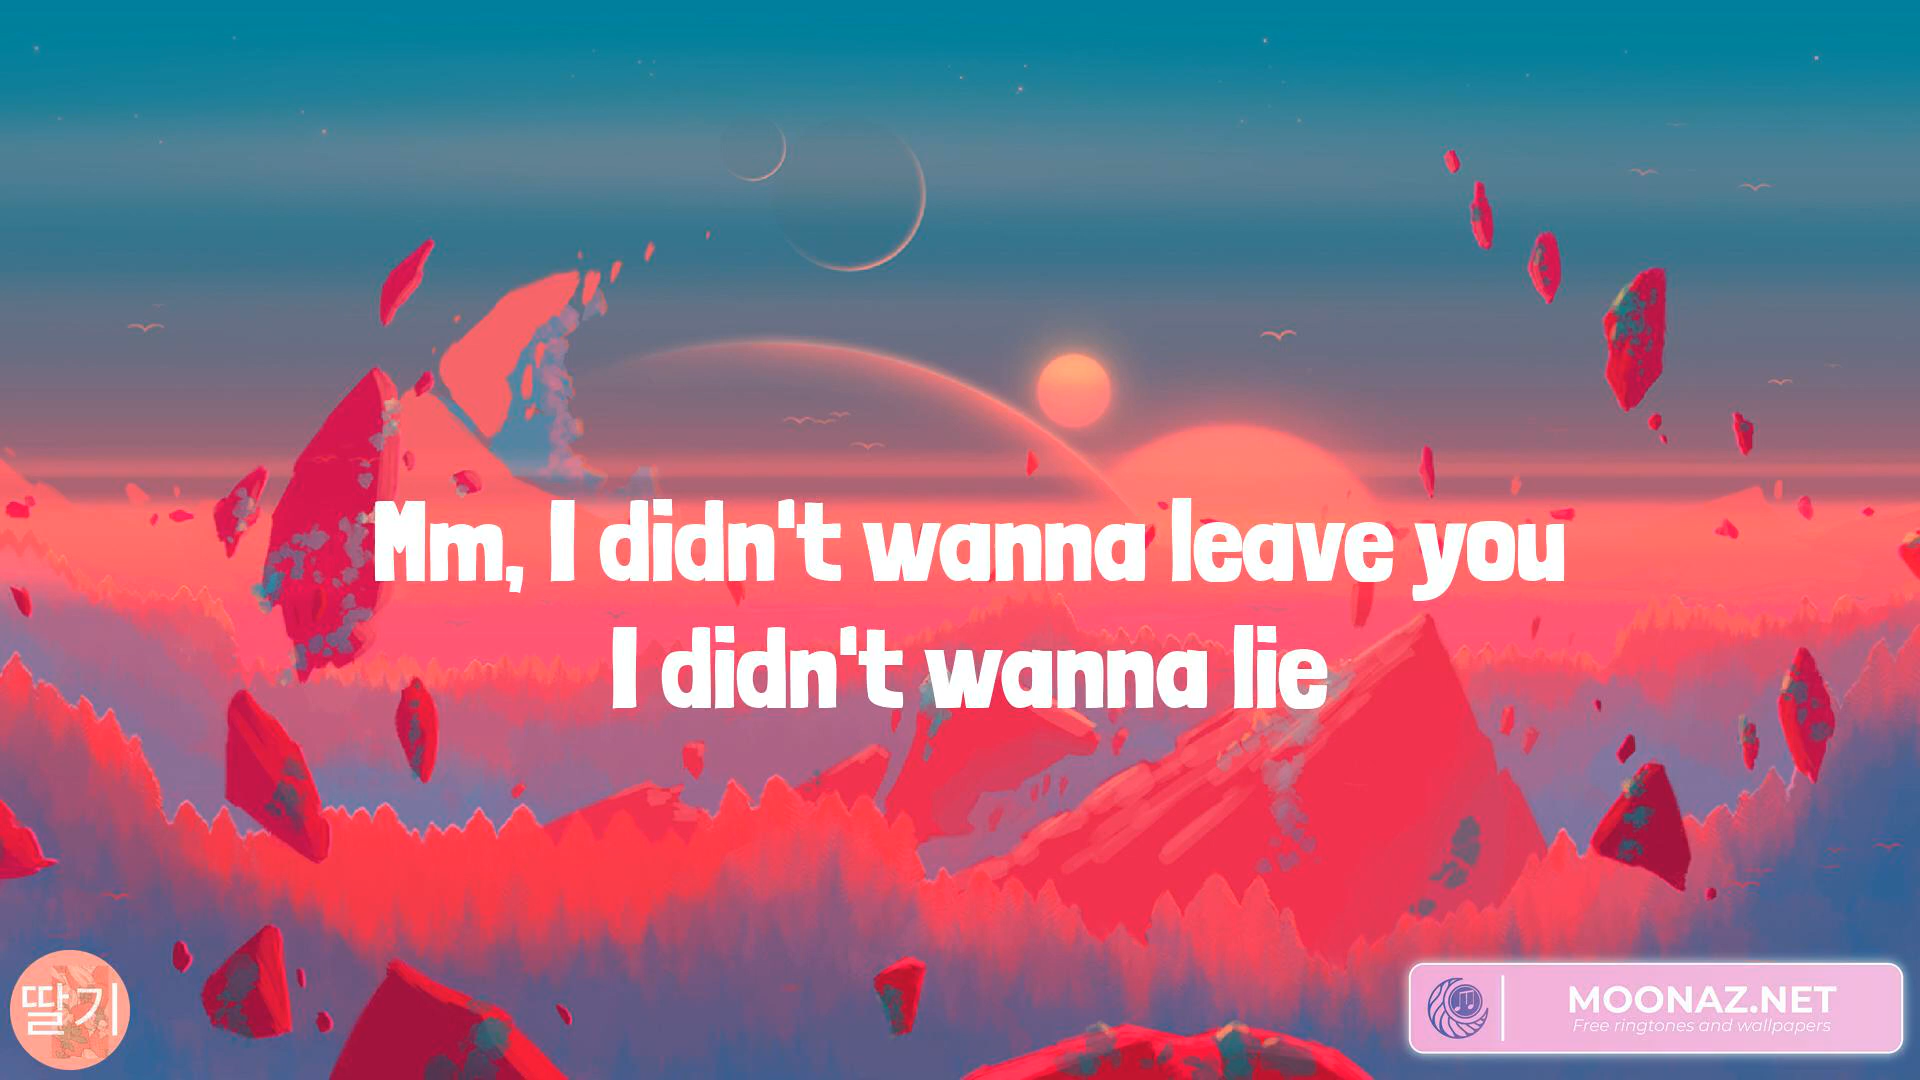 Mm, I didn't wanna leave you
I didn't wanna lie
딸기
MOONAZ.NET
Free ringtones and wallpapers